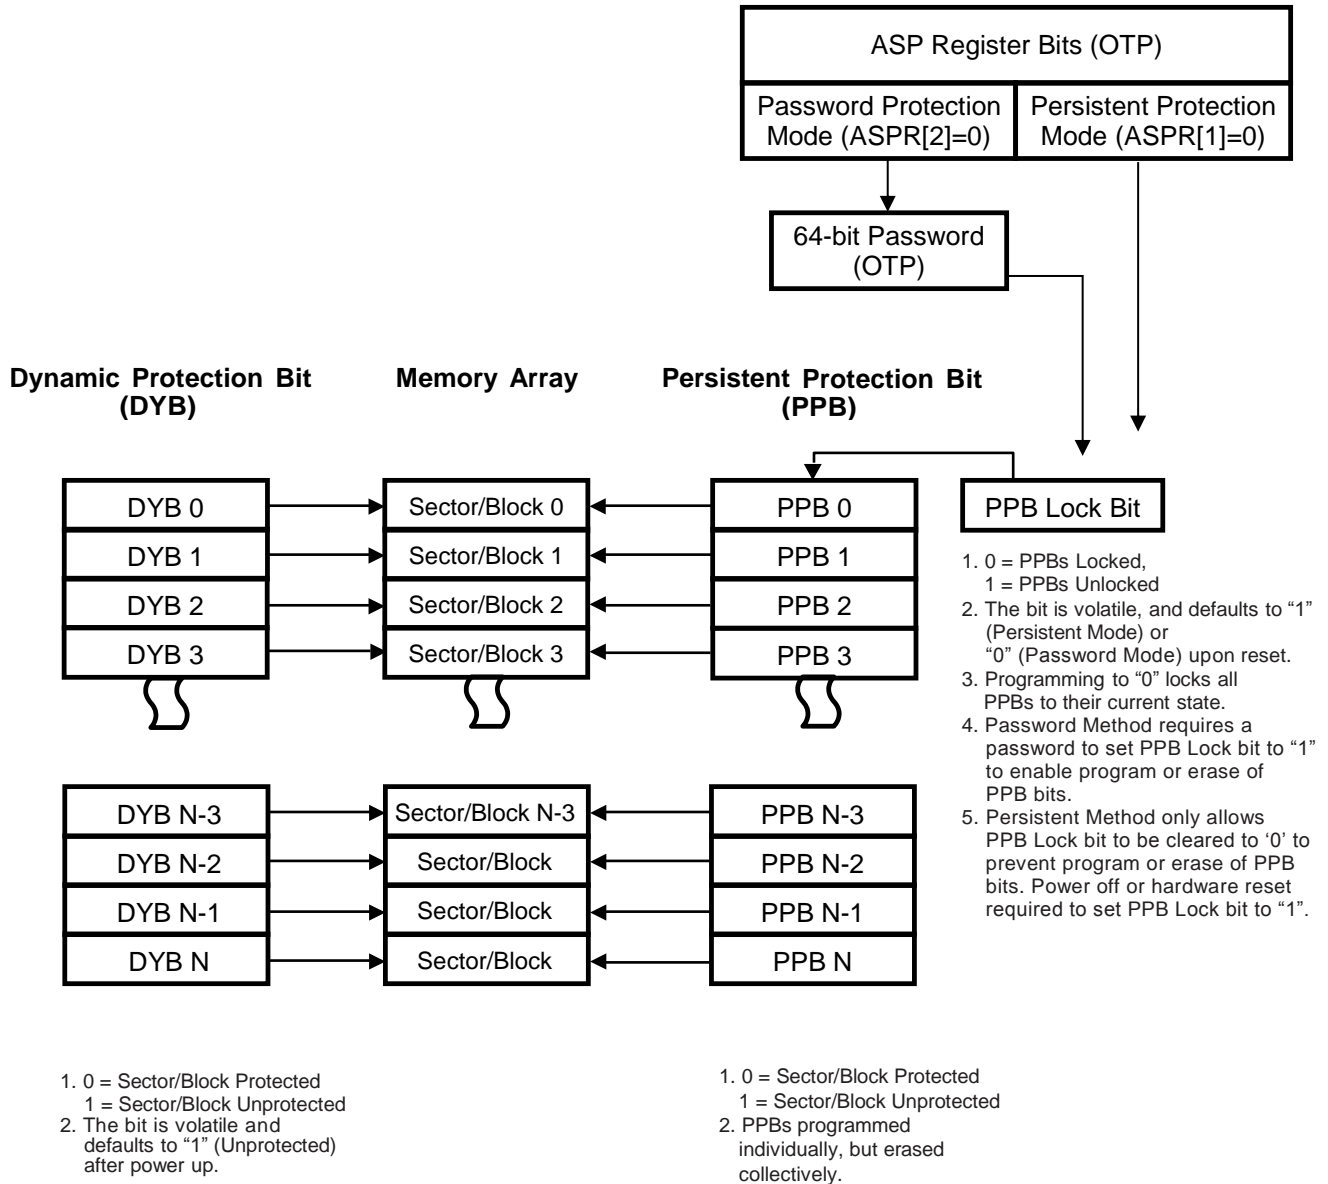 ASP Register Bits (OTP)
Password Protection
Mode (ASPR[2]=0)
Persistent Protection
Mode (ASPR[1]=0)
64-bit Password
(OTP)
Dynamic Protection Bit
(DYB)
Memory Array
Persistent Protection Bit
(PPB)
DYB 0
Sector/Block 0
PPB 0
PPB Lock Bit
DYB 1
Sector/Block 1
PPB 1
DYB 2
Sector/Block 2
PPB 2
DYB 3
Sector/Block 3
PPB 3
1. 0 = PPBs Locked,
1 = PPBs Unlocked
2. The bit is volatile, and defaults to “1”
(Persistent Mode) or
“0” (Password Mode) upon reset.
3. Programming to “0” locks all
PPBs to their current state.
4. Password Method requires a
password to set PPB Lock bit to “1”
to enable program or erase of
PPB bits.
5. Persistent Method only allows
PPB Lock bit to be cleared to ‘0’ to
prevent program or erase of PPB
bits. Power off or hardware reset
required to set PPB Lock bit to “1”.
DYB N-3
Sector/Block N-3
PPB N-3
DYB N-2
Sector/Block
PPB N-2
DYB N-1
Sector/Block
PPB N-1
DYB N
Sector/Block
PPB N
1. 0 = Sector/Block Protected
1 = Sector/Block Unprotected
2. The bit is volatile and
defaults to “1” (Unprotected)
after power up.
1. 0 = Sector/Block Protected
1 = Sector/Block Unprotected
2. PPBs programmed
individually, but erased
collectively.